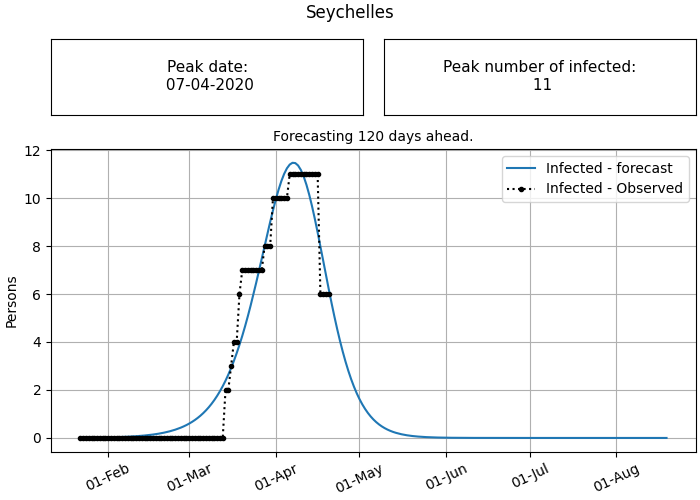 Seychelles
Peak date:
07-04-2020
Peak number of infected:
11
Forecasting 120 days ahead.
Infected - forecast
Infected - Observed
Persons
12
10
8
6
4
2
0
01-Feb
01-Mar
01-Apr
01-May
01-Jun
01-Jul
01-Aug